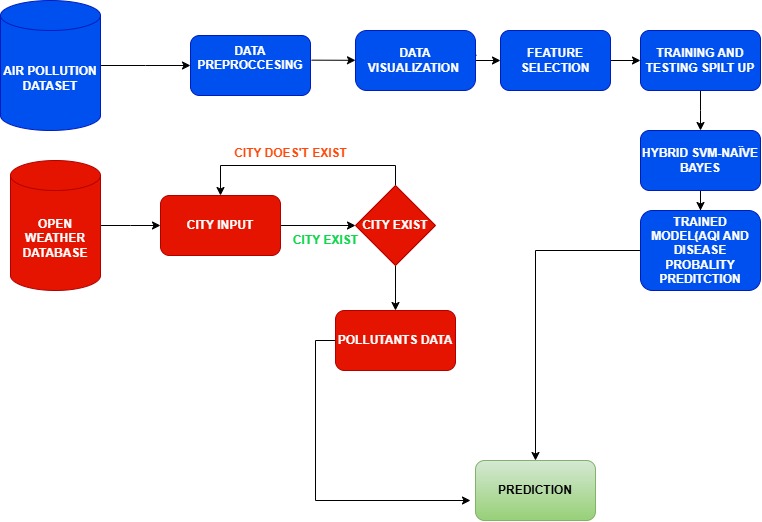 AIR POLLUTION
DATASET
DATA
PREPROCCESING
DATA
VISUALIZATION
FEATURE
SELECTION
TRAINING AND
TESTING SPILT UP
HYBRID SVM-NAÏVE
BAYES
TRAINED
MODEL(AQI AND
DISEASE
PROBALITY
PREDITCTION
CITY DOES'T EXIST
OPEN
WEATHER
DATABASE
CITY INPUT
CITY EXIST
CITY EXIST
POLLUTANTS DATA
PREDICTION